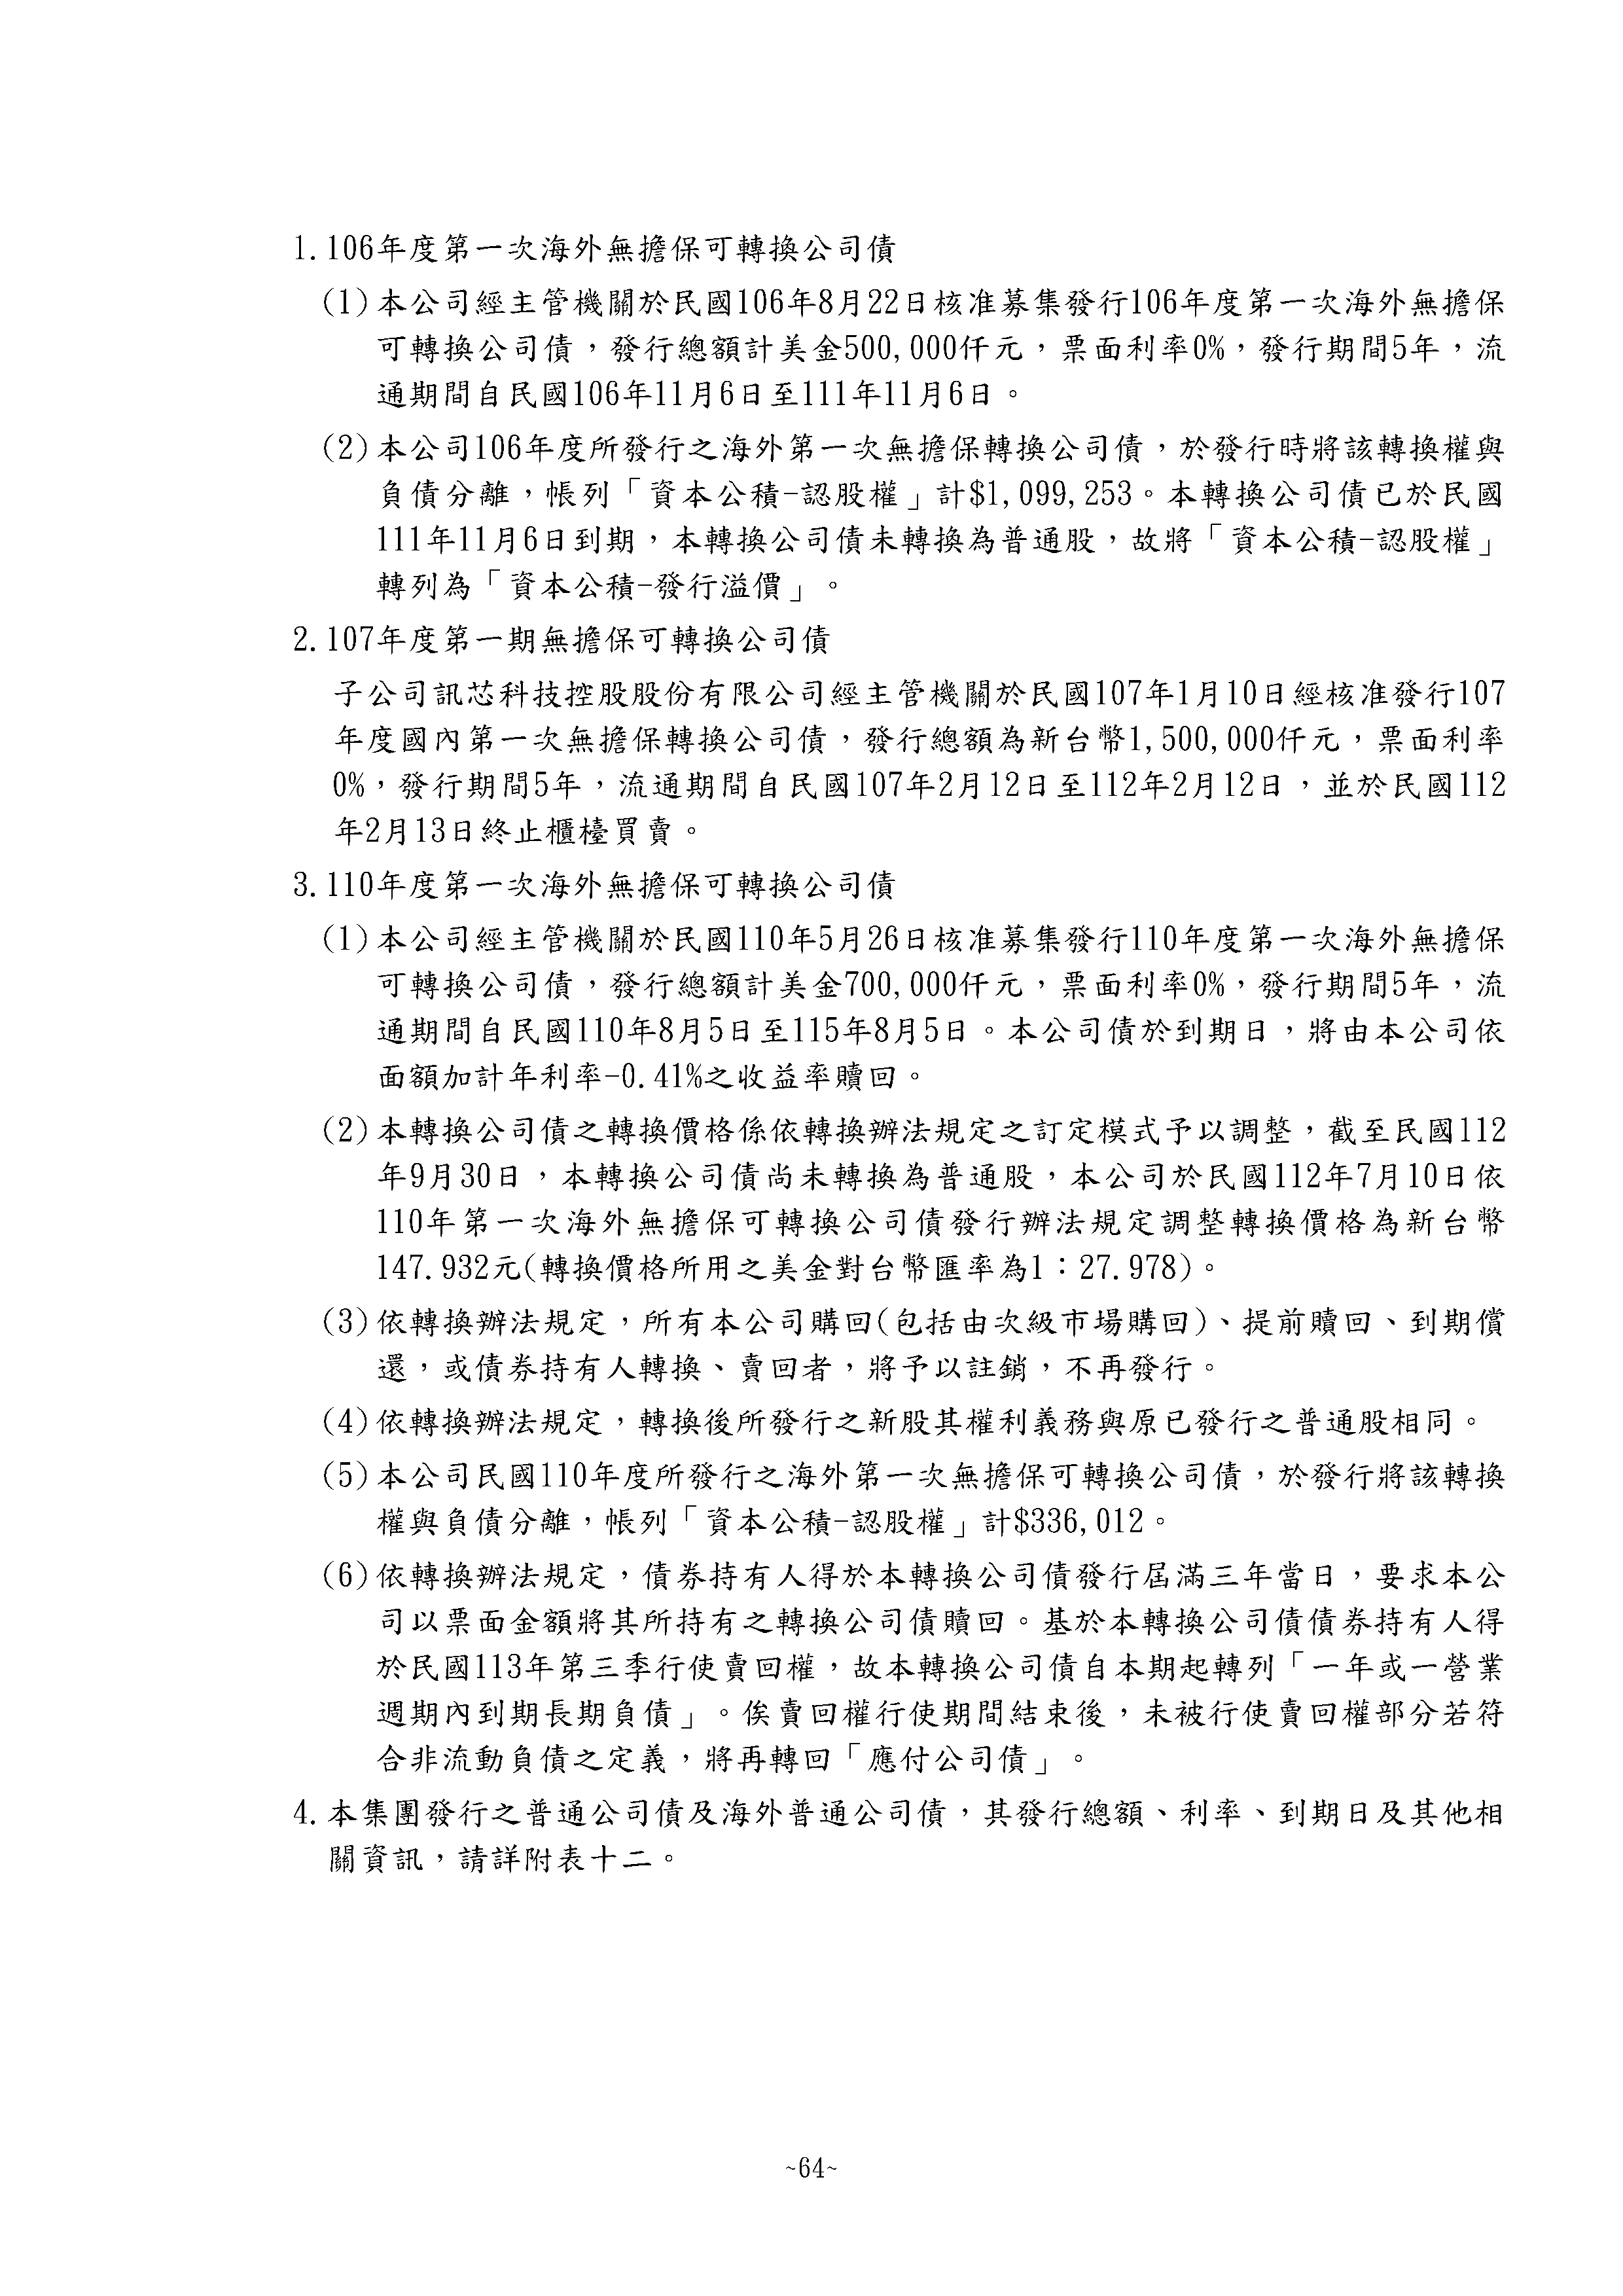 1.106年度第一次海外無擔保可轉換公司債
(1)本公司經主管機關於民國106年8月22日核准募集發行106年度第一次海外無擔保
可轉換公司債，發行總額計美金500,000仟元，票面利率0%，發行期間5年，流
通期間自民國106年11月6日至111年11月6日。
(2)本公司106年度所發行之海外第一次無擔保轉換公司債，於發行時將該轉換權與
負債分離，帳列「資本公積-認股權」計$1,099,253。本轉換公司債已於民國
111年11月6日到期，本轉換公司債未轉換為普通股，故將「資本公積-認股權」
轉列為「資本公積-發行溢價」。
2.107年度第一期無擔保可轉換公司債
子公司訊芯科技控股股份有限公司經主管機關於民國107年1月10日經核准發行107
年度國內第一次無擔保轉換公司債，發行總額為新台幣1,500,000仟元，票面利率
0%，發行期間5年，流通期間自民國107年2月12日至112年2月12日，並於民國112
年2月13日終止櫃檯買賣。
3.110年度第一次海外無擔保可轉換公司債
(1)本公司經主管機關於民國110年5月26日核准募集發行110年度第一次海外無擔保
可轉換公司債，發行總額計美金700,000仟元，票面利率0%，發行期間5年，流
通期間自民國110年8月5日至115年8月5日。本公司債於到期日，將由本公司依
面額加計年利率-0.41%之收益率贖回。
(2)本轉換公司債之轉換價格係依轉換辦法規定之訂定模式予以調整，截至民國112
年9月30日，本轉換公司債尚未轉換為普通股，本公司於民國112年7月10日依
110年第一次海外無擔保可轉換公司債發行辦法規定調整轉換價格為新台幣
147.932元(轉換價格所用之美金對台幣匯率為1：27.978)。
(3)依轉換辦法規定，所有本公司購回(包括由次級市場購回)、提前贖回、到期償
還，或債券持有人轉換、賣回者，將予以註銷，不再發行。
(4)依轉換辦法規定，轉換後所發行之新股其權利義務與原已發行之普通股相同。
(5)本公司民國110年度所發行之海外第一次無擔保可轉換公司債，於發行將該轉換
權與負債分離，帳列「資本公積-認股權」計$336,012。
(6)依轉換辦法規定，債券持有人得於本轉換公司債發行屆滿三年當日，要求本公
司以票面金額將其所持有之轉換公司債贖回。基於本轉換公司債債券持有人得
於民國113年第三季行使賣回權，故本轉換公司債自本期起轉列「一年或一營業
週期內到期長期負債」。俟賣回權行使期間結束後，未被行使賣回權部分若符
合非流動負債之定義，將再轉回「應付公司債」。
4.本集團發行之普通公司債及海外普通公司債，其發行總額、利率、到期日及其他相
關資訊，請詳附表十二。
~64~